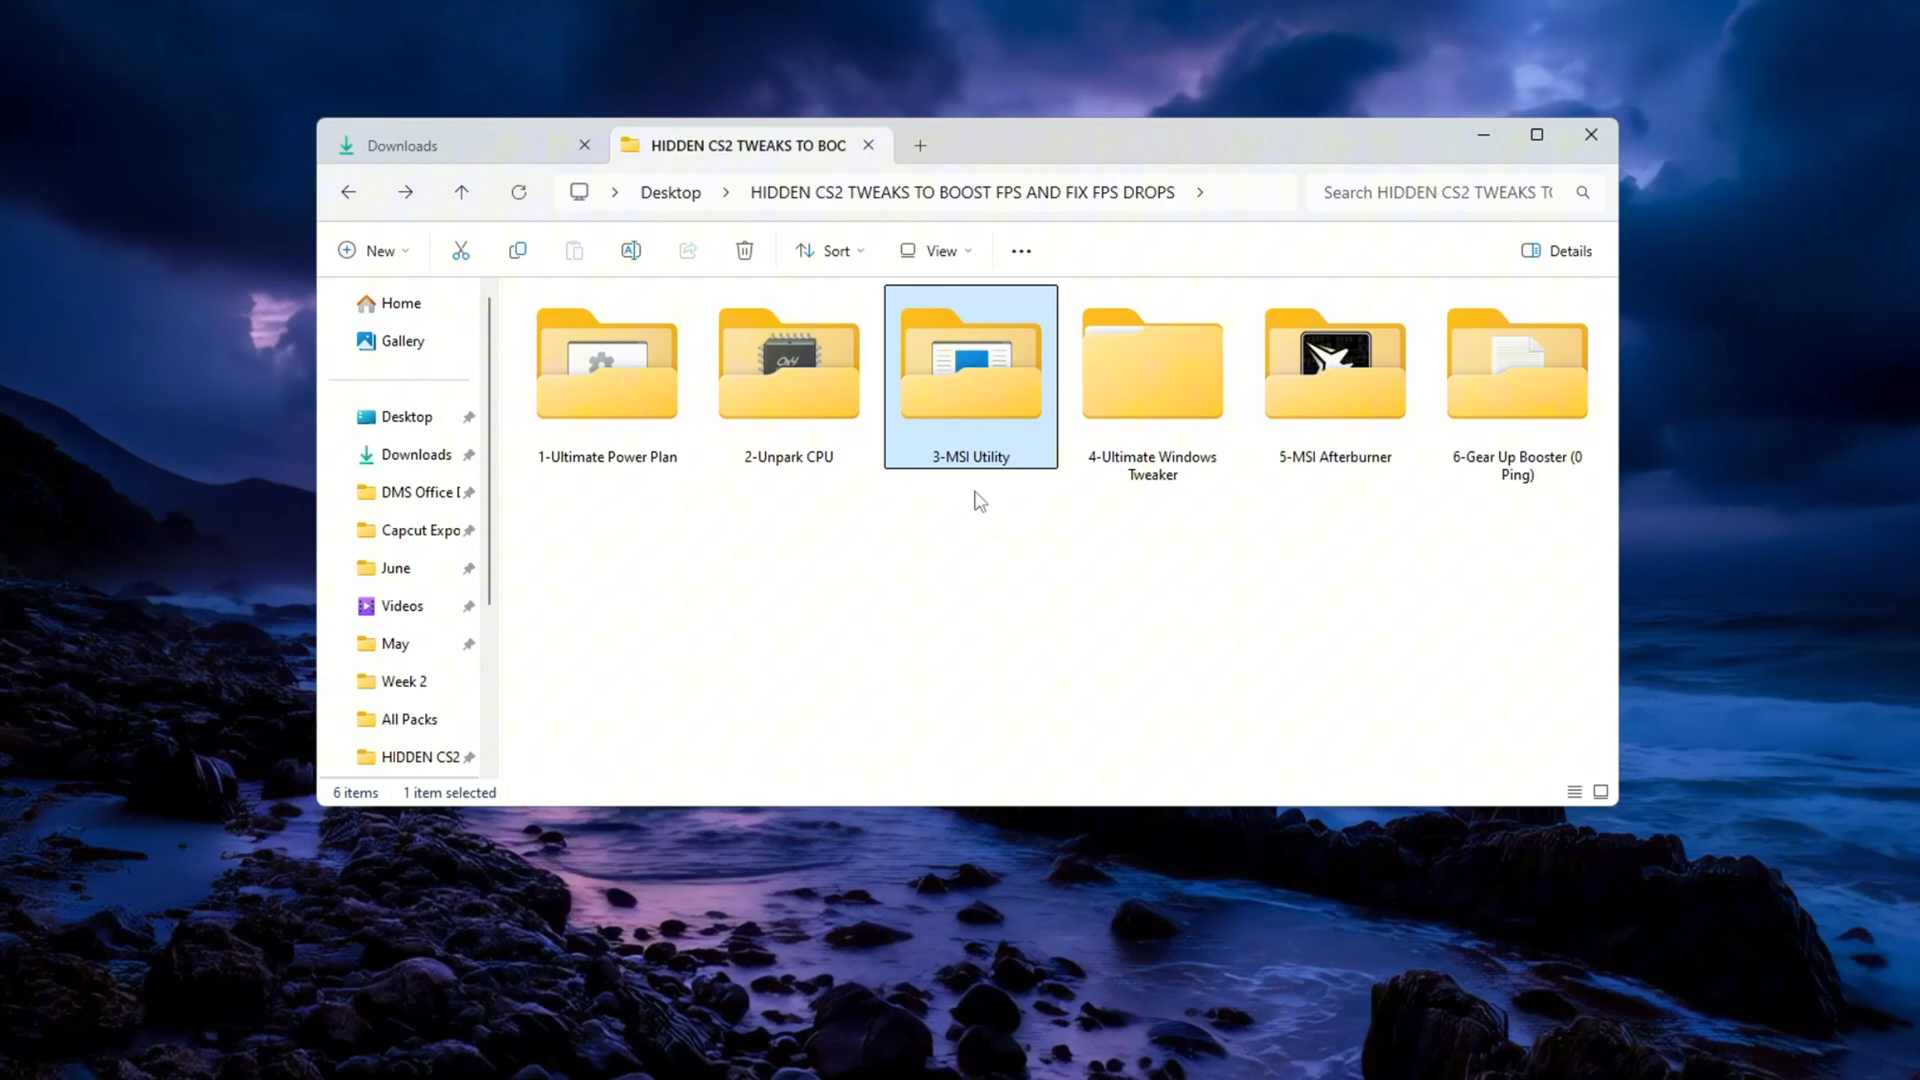 Downloads
HIDDEN CS2 TWEAKS TO BOC
Desktop
HIDDEN CS2 TWEAKS TO BOOST FPS AND FIX FPS DROPS
Search HIDDEN CS2 TWEAKS TO
New
Sort
View
Details
Home
Gallery
Desktop
Downloads
DMS Office
Capcut Expo
June
Videos
May
Week 2
All Packs
HIDDEN CS2
1-Ultimate Power Plan
2-Unpark CPU
3-MSI Utility
4-Ultimate Windows
Tweaker
5-MSI Afterburner
6-Gear Up Booster (0
Ping)
6 items
1 item selected